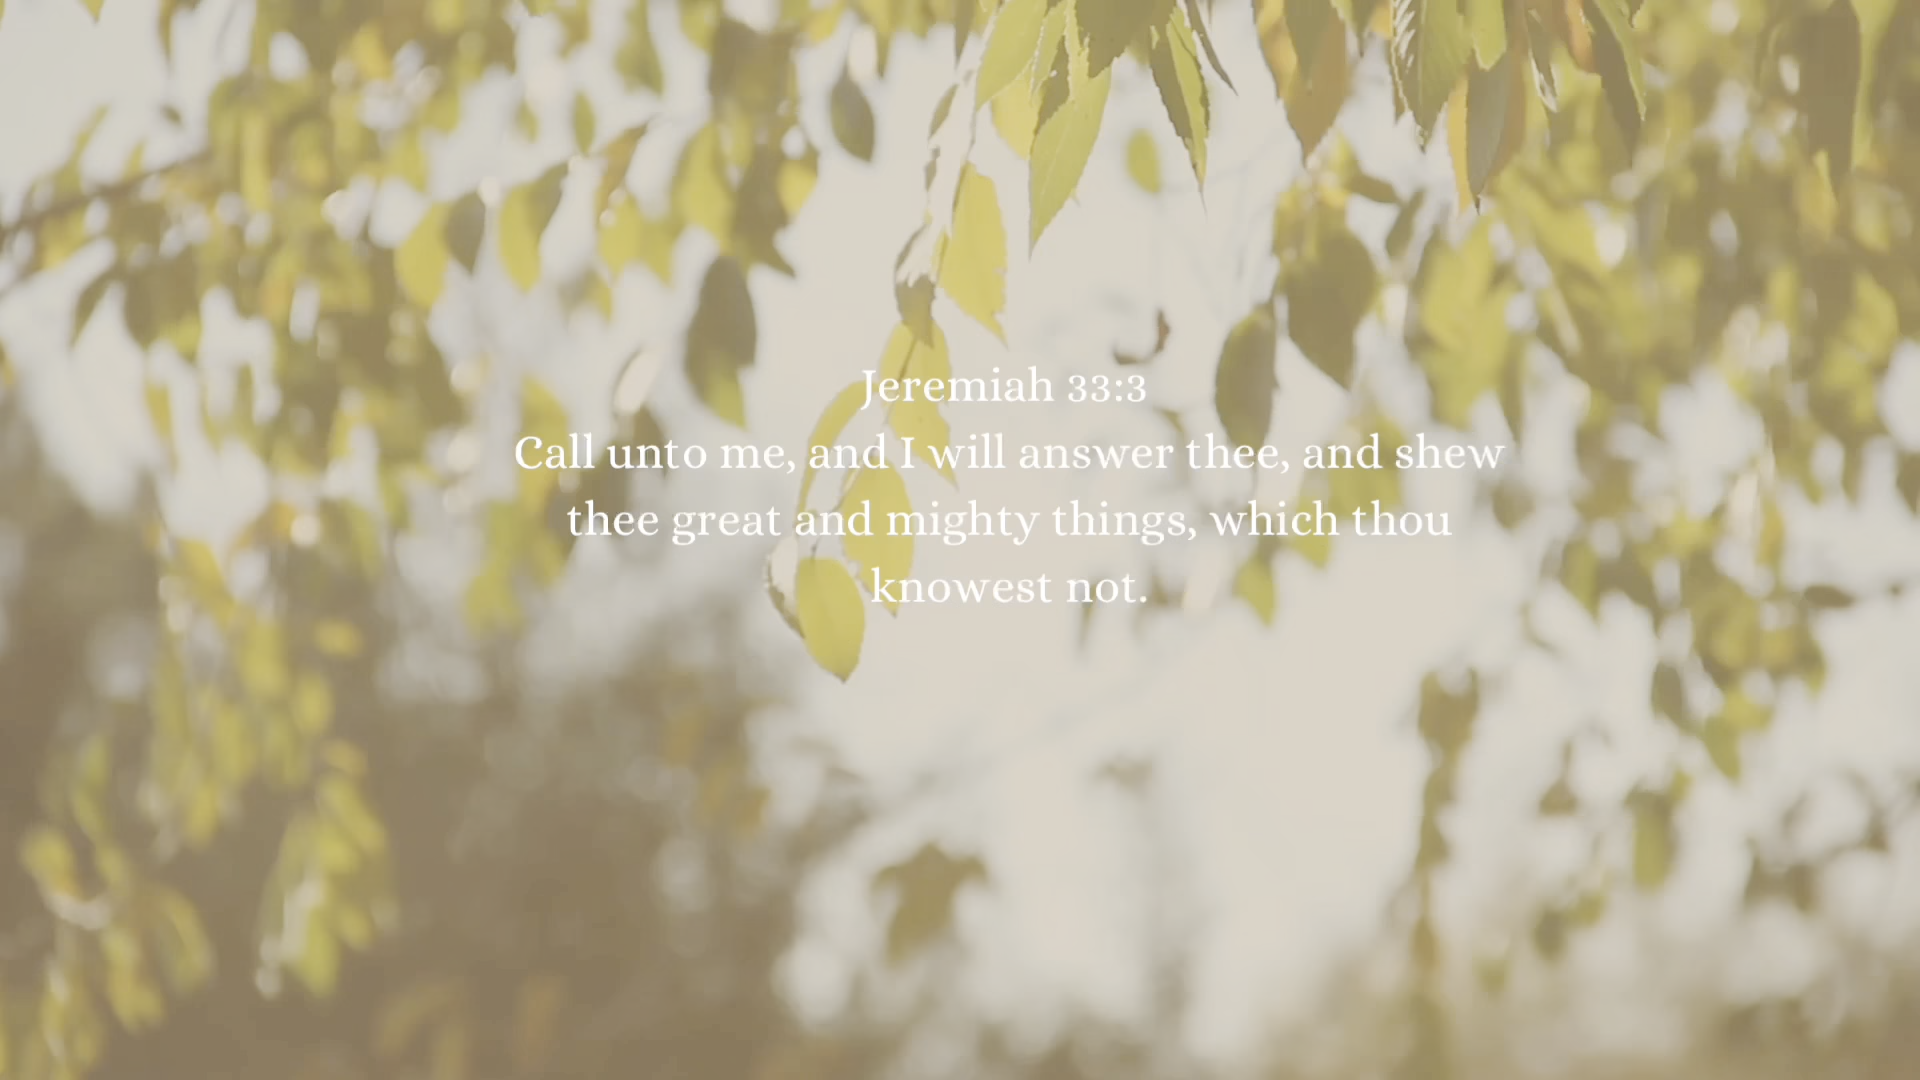 Jeremiah 33:3
Call unto me, and I will answer thee, and shew
thee great and mighty things, which thou
knowest not.